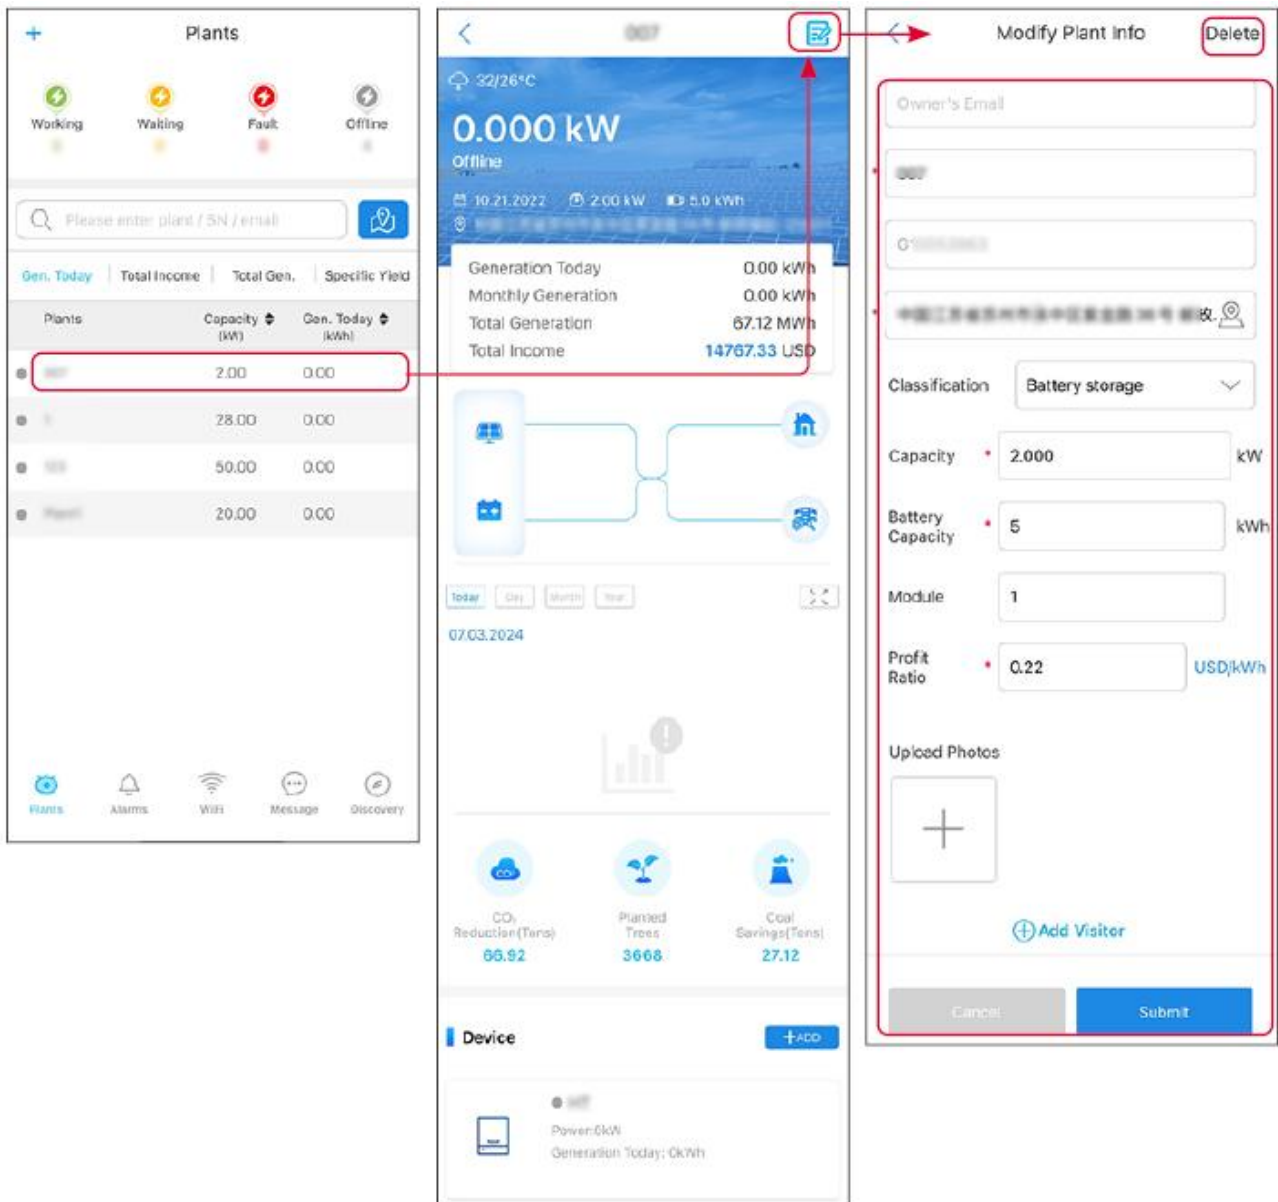 Plants
Working
Waiting
Fault
Offline
Please enter plant / SN / email
Gen. Today
Total Income
Total Gen.
Specific Yield
Plants
Capacity
(kW)
Gen. Today
(kWh)
2.00
0.00
28.00
0.00
50.00
0.00
20.00
0.00
Plants
Alarms
WiFi
Message
Discovery
007
32/26°C
0.000 kW
Offline
10.21.2022
2.00 kW
5.0 kWh
Generation Today
0.00 kWh
Monthly Generation
0.00 kWh
Total Generation
67.12 MWh
Total Income
14767.33 USD
Today
Day
Month
Year
07.03.2024
CO₂
Reduction(Tons)
66.92
Planted
Trees
3668
Coal
Savings(Tons)
27.12
Device
+ADD
Power:0kW
Generation Today: 0kWh
Modify Plant Info
Delete
Owner's Email
* 007
*
Classification
Battery storage
Capacity
* 2.000
kW
Battery
Capacity
* 5
kWh
Module
1
Profit
Ratio
* 0.22
USD/kWh
Upload Photos
Add Visitor
Cancel
Submit